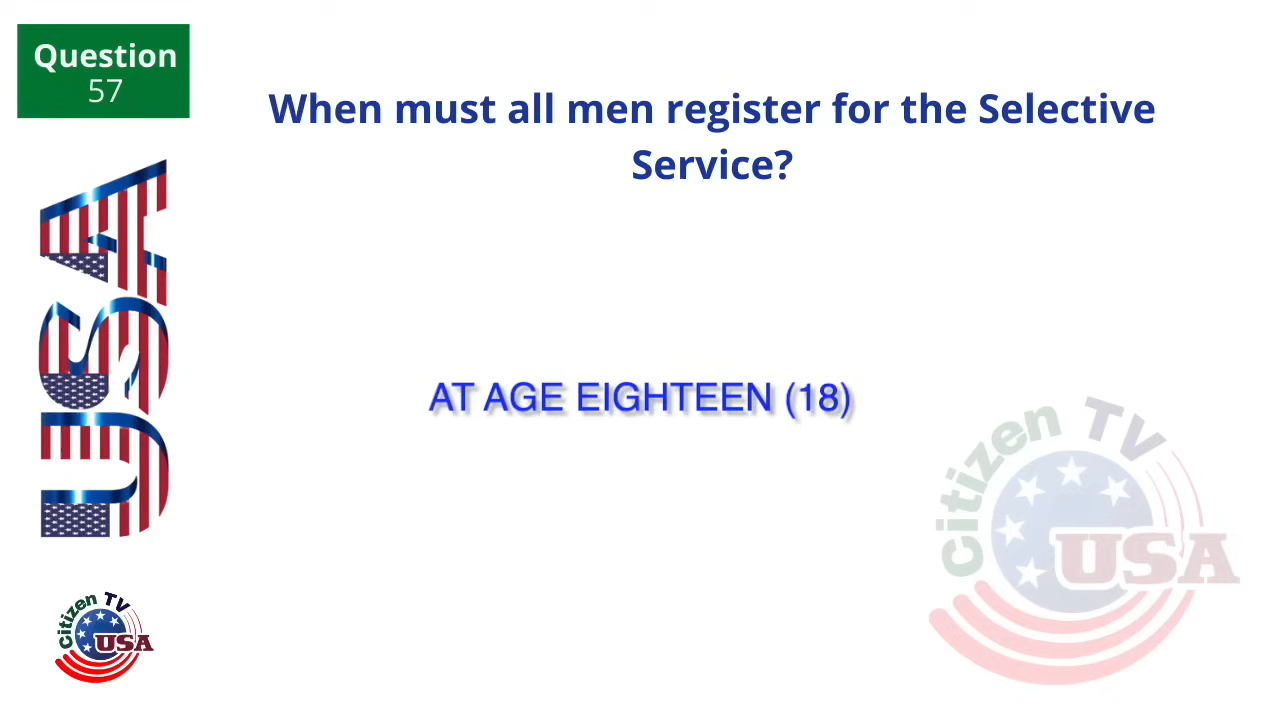 Question
57
When must all men register for the Selective
Service?
USA
AT AGE EIGHTEEN (18)
Citizen TV
USA
Citizen TV
USA